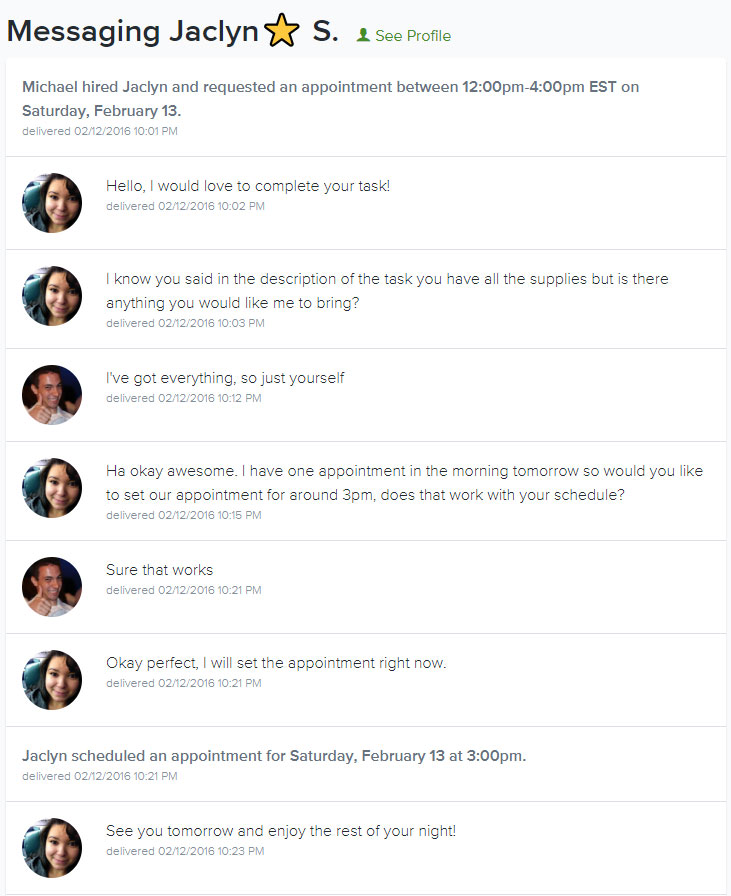 Messaging Jaclyn⭐ S. See Profile
Michael hired Jaclyn and requested an appointment between 12:00pm-4:00pm EST on
Saturday, February 13.
delivered 02/12/2016 10:01 PM
Hello, I would love to complete your task!
delivered 02/12/2016 10:02 PM
I know you said in the description of the task you have all the supplies but is there
anything you would like me to bring?
delivered 02/12/2016 10:03 PM
I've got everything, so just yourself
delivered 02/12/2016 10:12 PM
Ha okay awesome. I have one appointment in the morning tomorrow so would you like
to set our appointment for around 3pm, does that work with your schedule?
delivered 02/12/2016 10:15 PM
Sure that works
delivered 02/12/2016 10:21 PM
Okay perfect, I will set the appointment right now.
delivered 02/12/2016 10:21 PM
Jaclyn scheduled an appointment for Saturday, February 13 at 3:00pm.
delivered 02/12/2016 10:21 PM
See you tomorrow and enjoy the rest of your night!
delivered 02/12/2016 10:23 PM